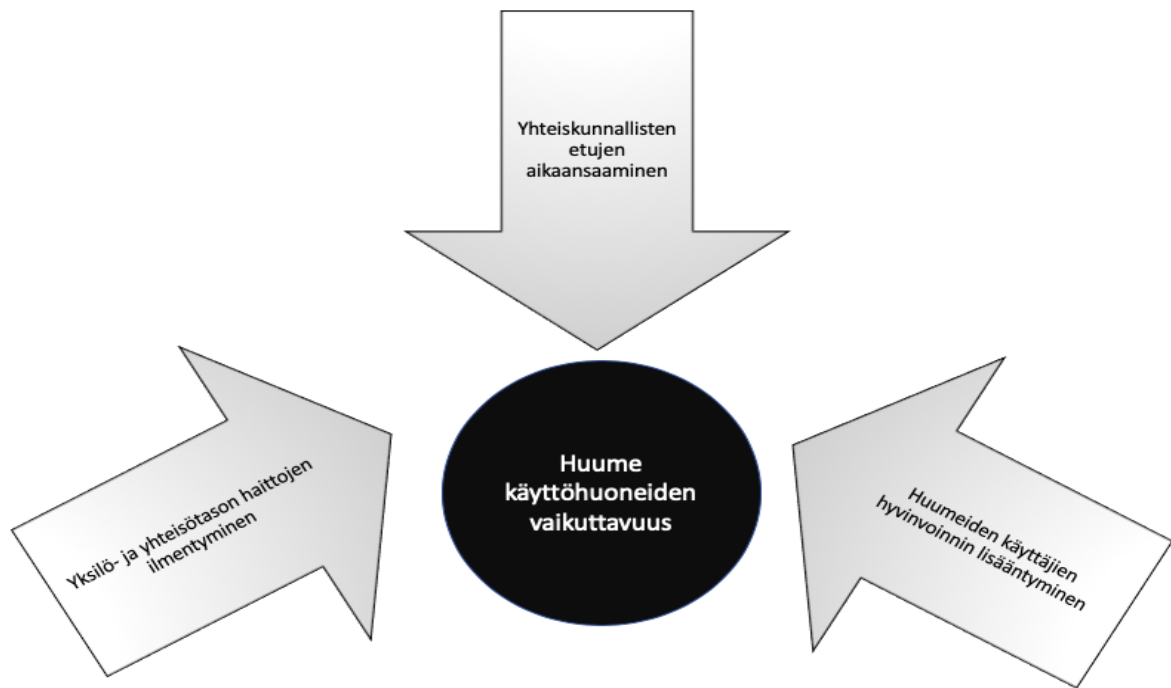 Yhteiskunnallisten
etujen
aikaansaaminen
Yksilö- ja yhteisötason haittojen
ilmentyminen
Huume
käyttöhuoneiden
vaikuttavuus
Huumeiden käyttäjien
hyvinvoinnin lisääntyminen